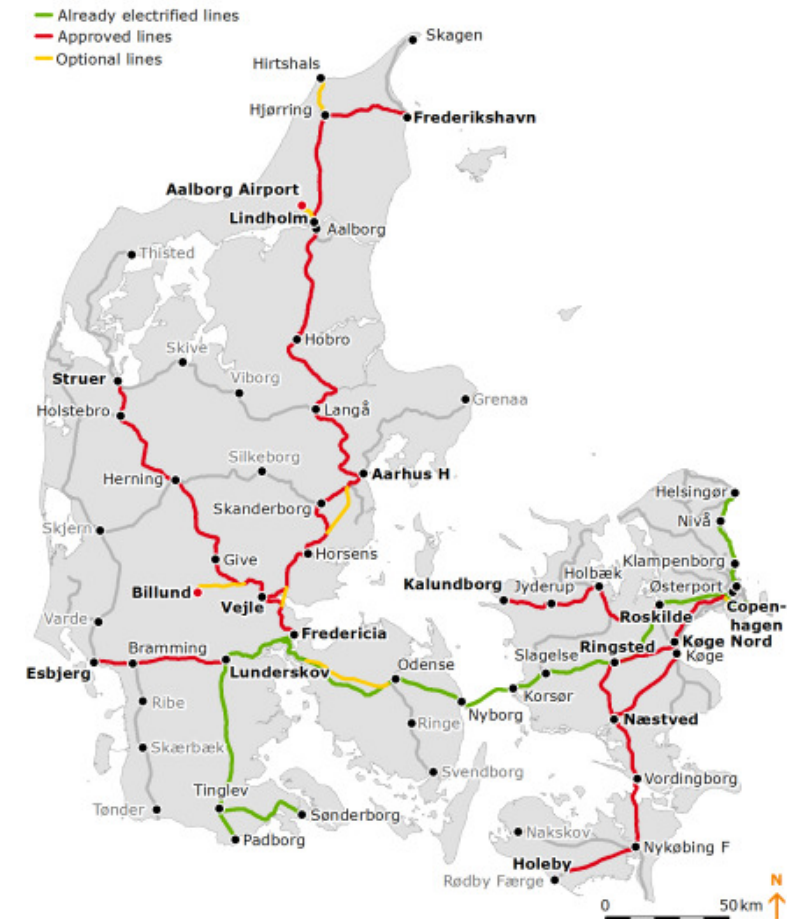 Already electrified lines
Approved lines
Optional lines
Skagen
Hirtshals
Hjørring
Frederikshavn
Aalborg Airport
Lindholm
Aalborg
Thisted
Hobro
Skive
Struer
Viborg
Grenaa
Holstebro
Langå
Silkeborg
Aarhus H
Herning
Skanderborg
Helsingør
Nivå
Skjern
Horsens
Give
Klampenborg
Holbæk
Kalundborg
Jyderup
Østerport
Billund
Vejle
Copen-
hagen
Roskilde
Varde
Fredericia
Køge Nord
Bramming
Ringsted
Køge
Slagelse
Esbjerg
Lunderskov
Odense
Korsør
Ribe
Nyborg
Ringe
Næstved
Skærbæk
Svendborg
Vordingborg
Tinglev
Tønder
Sønderborg
Nakskov
Padborg
Nykøbing F
Holeby
Rødby Færge
N
0 50 km